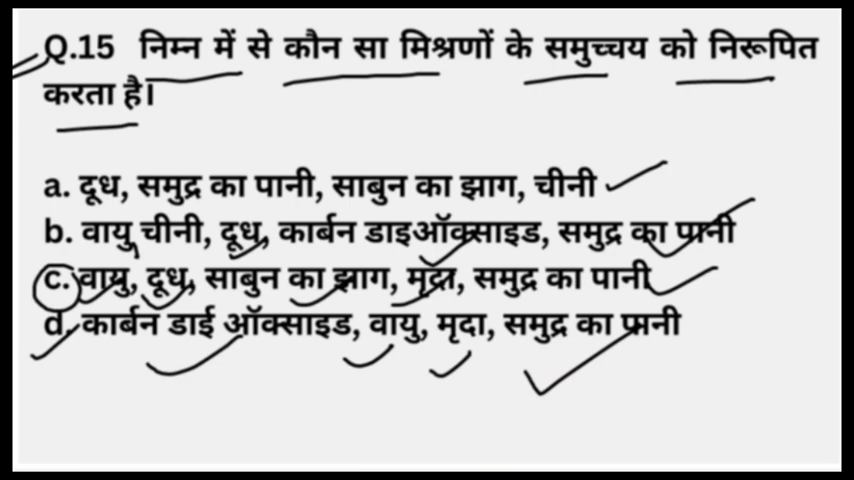 Q.15 निम्न में से कौन सा मिश्रणों के समुच्चय को निरूपित
करता है।
a. दूध, समुद्र का पानी, साबुन का झाग, चीनी
b. वायु चीनी, दूध, कार्बन डाइऑक्साइड, समुद्र का पानी
c. वायु, दूध, साबुन का झाग, मृदा, समुद्र का पानी
d. कार्बन डाई ऑक्साइड, वायु, मृदा, समुद्र का पानी